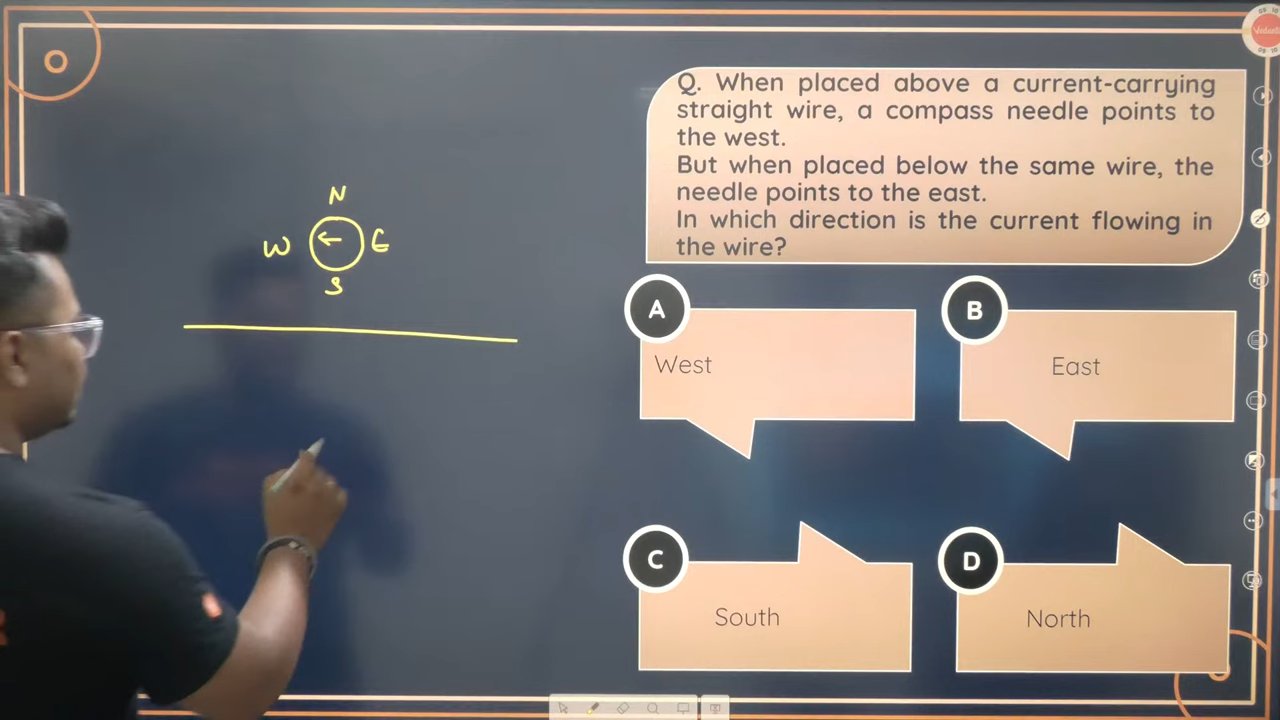 Q. When placed above a current-carrying
straight wire, a compass needle points to
the west.
But when placed below the same wire, the
needle points to the east.
In which direction is the current flowing in
the wire?
N
W E
S
A
West
B
East
C
South
D
North
Vedantu